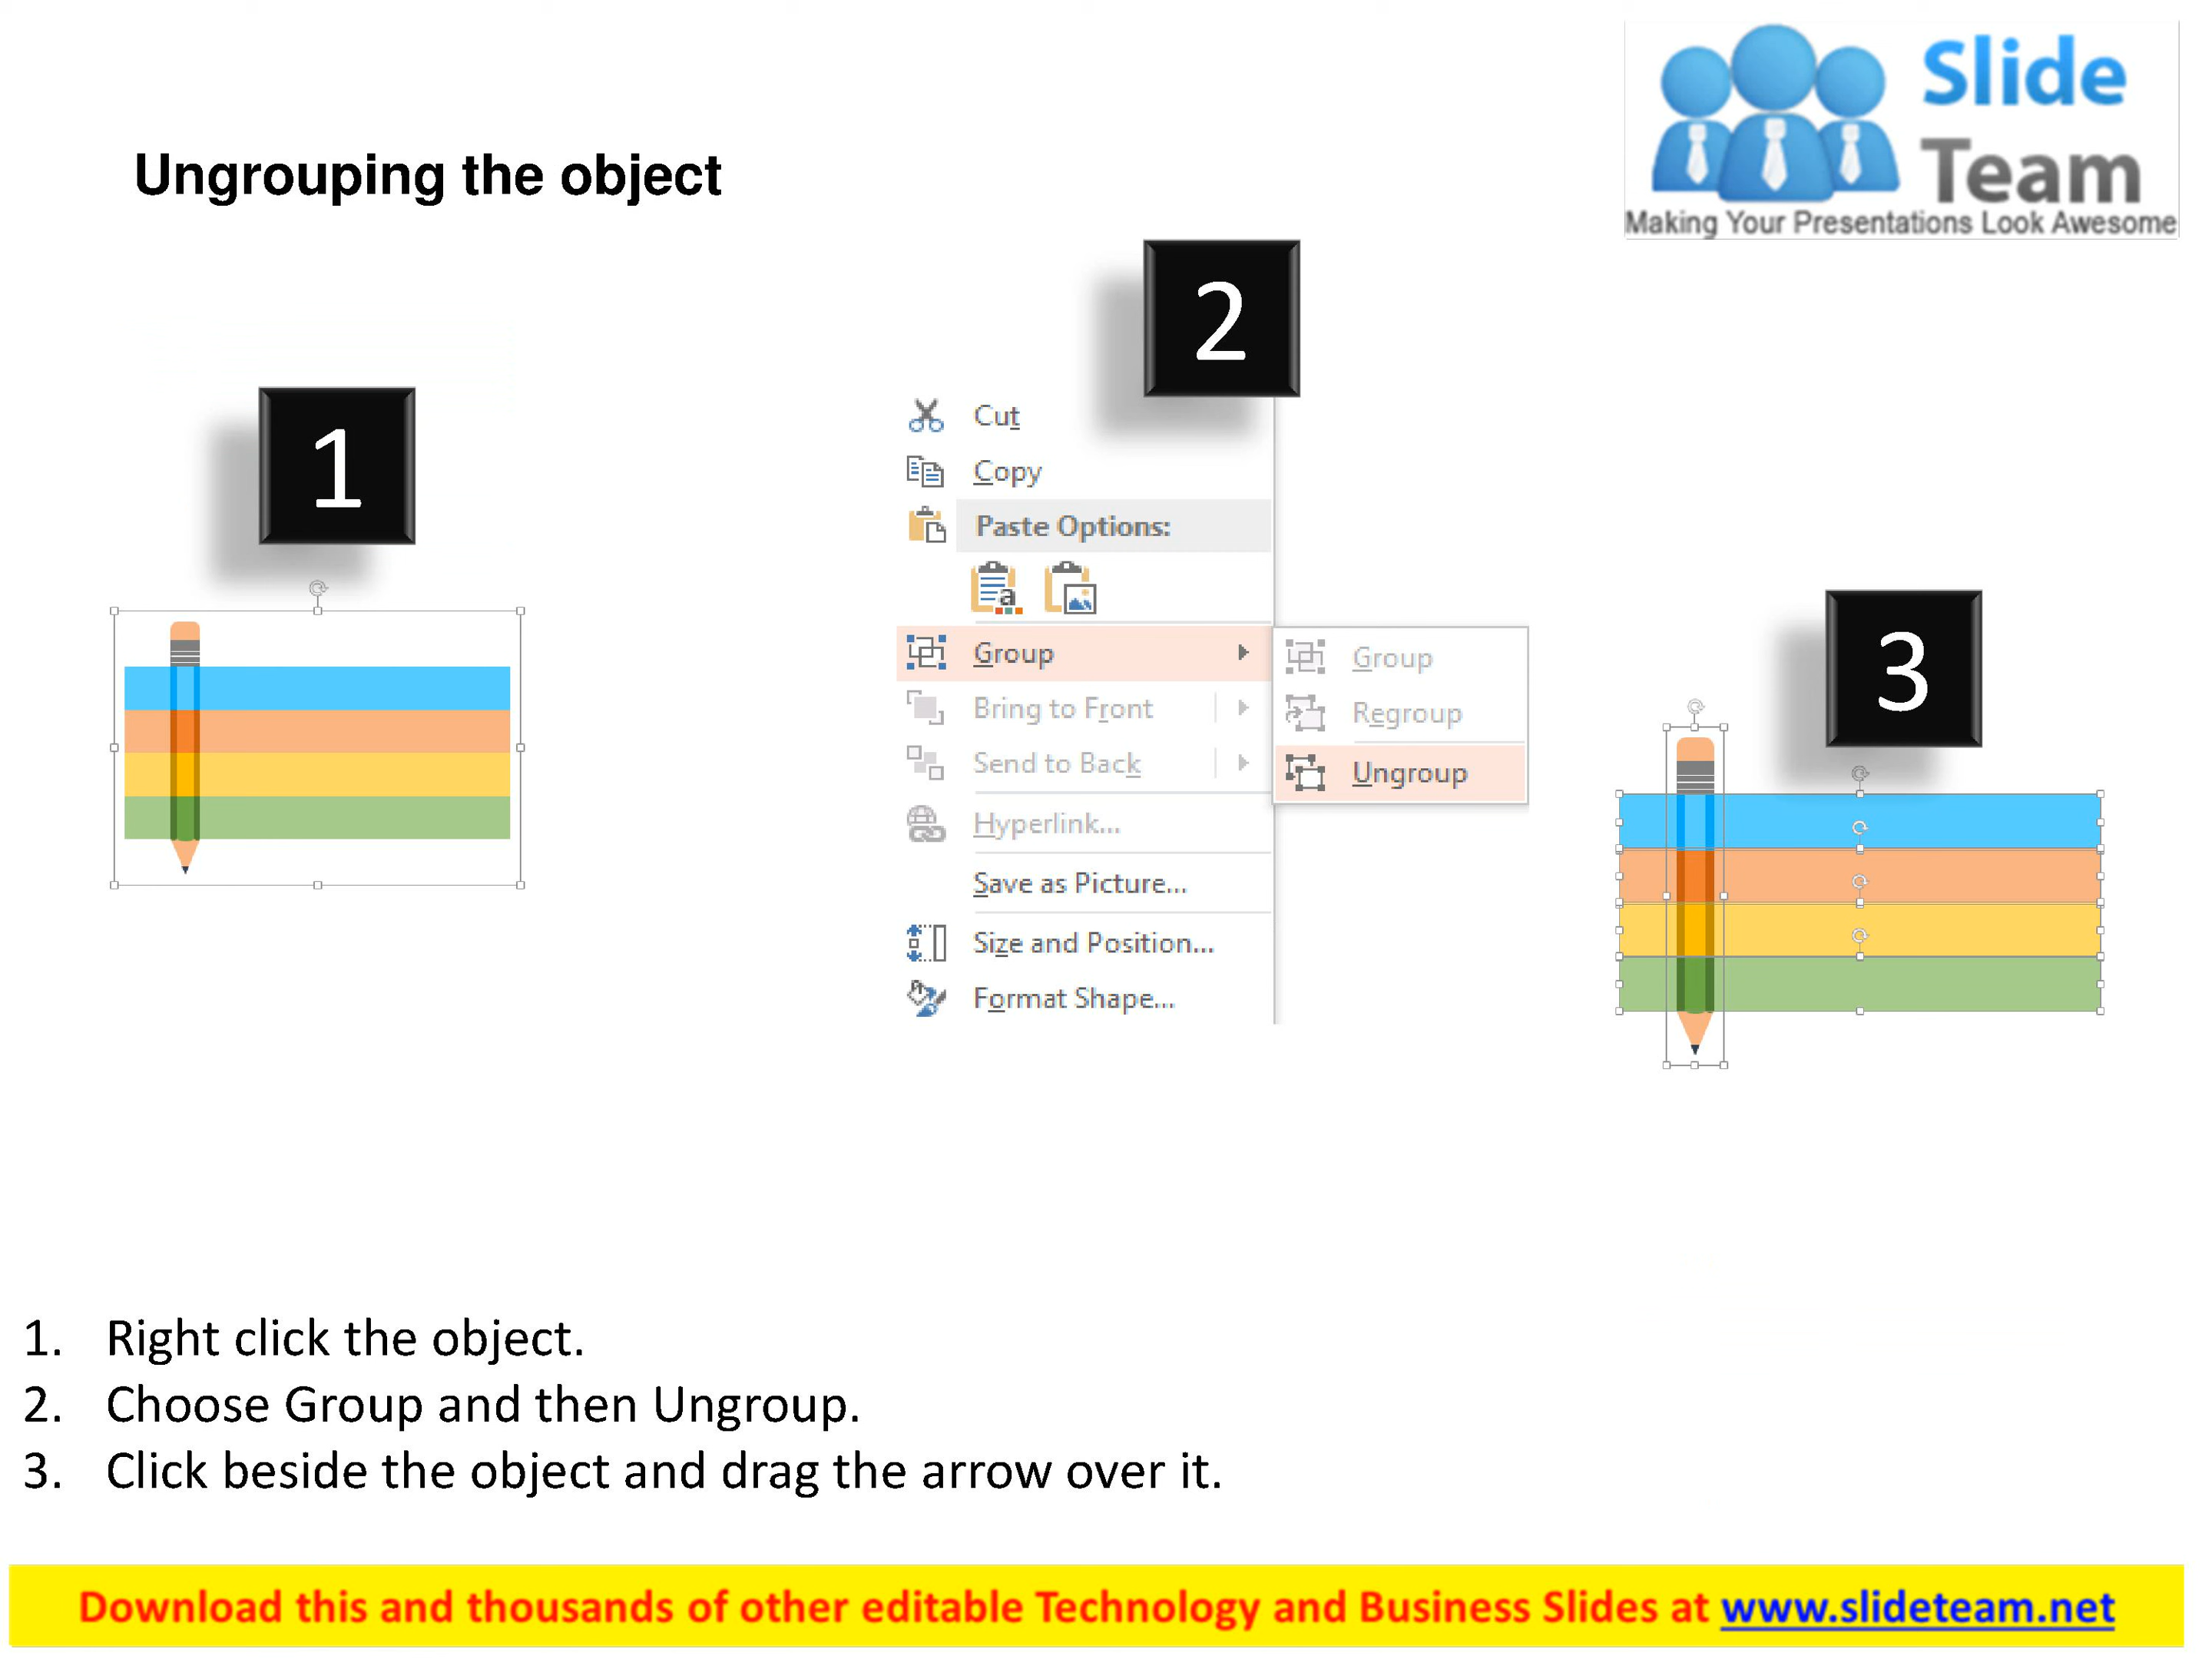 Slide
Team
Making Your Presentations Look Awesome
Ungrouping the object
1
2
Cut
Copy
Paste Options:
a
Group
Bring to Front
Send to Back
Hyperlink...
Save as Picture...
Size and Position...
Format Shape...
Group
Regroup
Ungroup
3
1. Right click the object.
2. Choose Group and then Ungroup.
3. Click beside the object and drag the arrow over it.
Download this and thousands of other editable Technology and Business Slides at www.slideteam.net